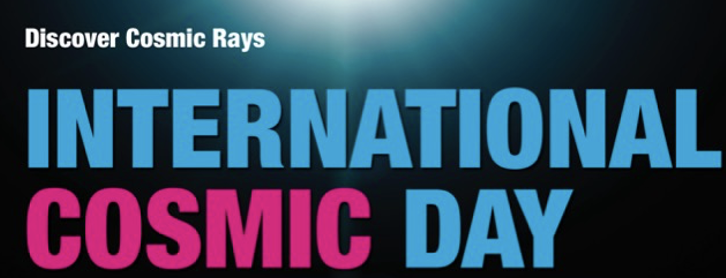 Discover Cosmic Rays
INTERNATIONAL
COSMIC DAY